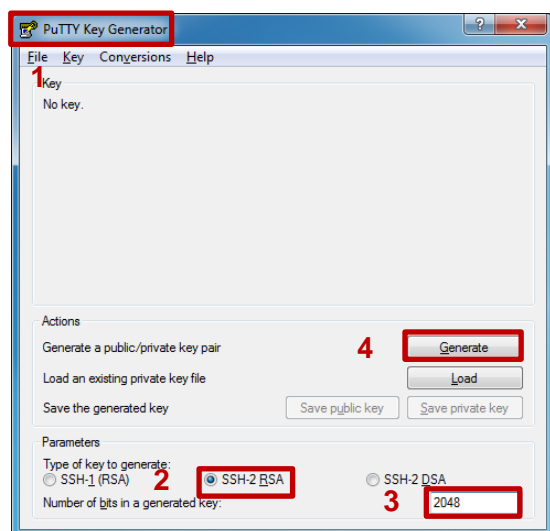 PuTTY Key Generator
?
X
File Key Conversions Help
1
Key
No key.
Actions
Generate a public/private key pair 4 Generate
Load an existing private key file Load
Save the generated key Save public key Save private key
Parameters
Type of key to generate:
SSH-1 (RSA) 2 SSH-2 RSA SSH-2 DSA
Number of bits in a generated key: 3 2048